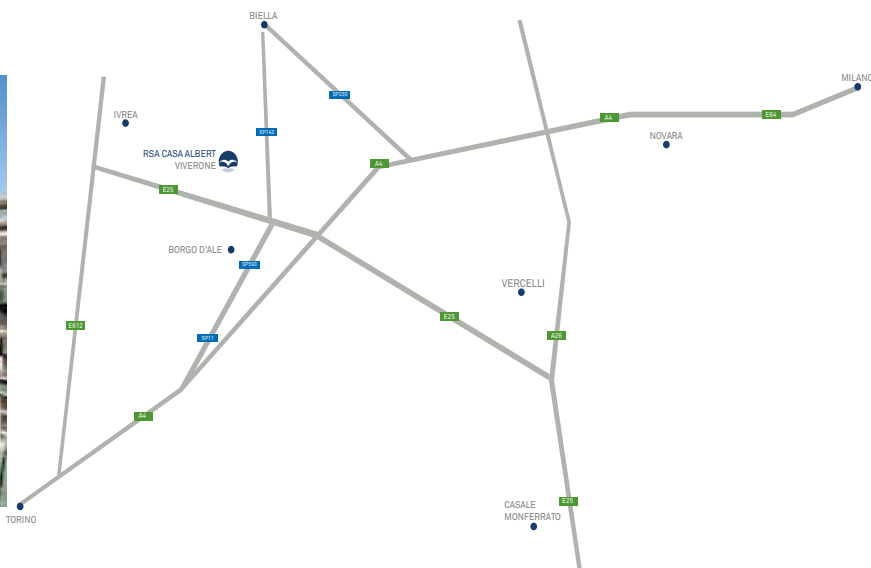 BIELLA
MILANO
SP230
IVREA
A4
E64
SP143
NOVARA
RSA CASA ALBERT
VIVERONE
A4
E25
BORGO D'ALE
SP593
VERCELLI
E25
E612
A26
SP11
A4
E25
CASALE
MONFERRATO
TORINO